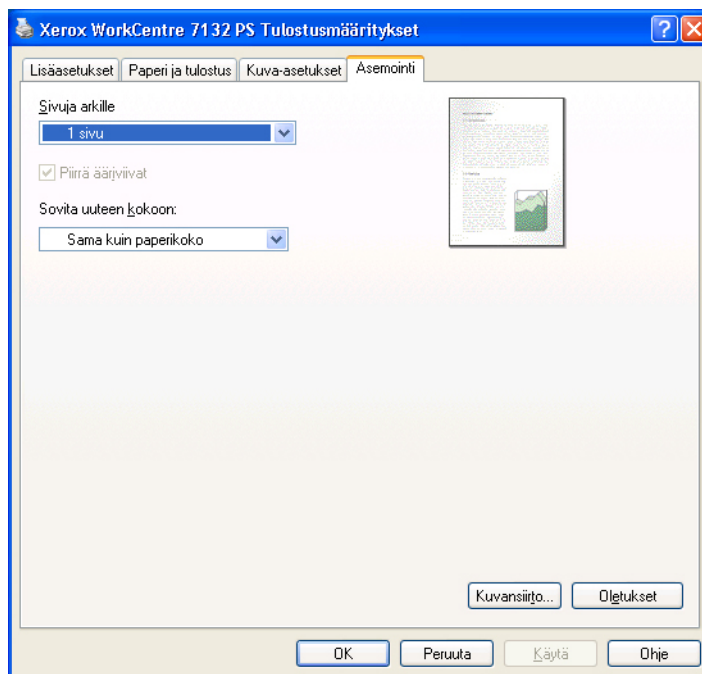 Xerox WorkCentre 7132 PS Tulostusmääritykset
Lisäasetukset Paperi ja tulostus Kuva-asetukset Asemointi
Sivuja arkille
1 sivu
Piirrä ääriviivat
Sovita uuteen kokoon:
Sama kuin paperikoko
Kuvansiirto... Oletukset
OK Peruuta Käytä Ohje